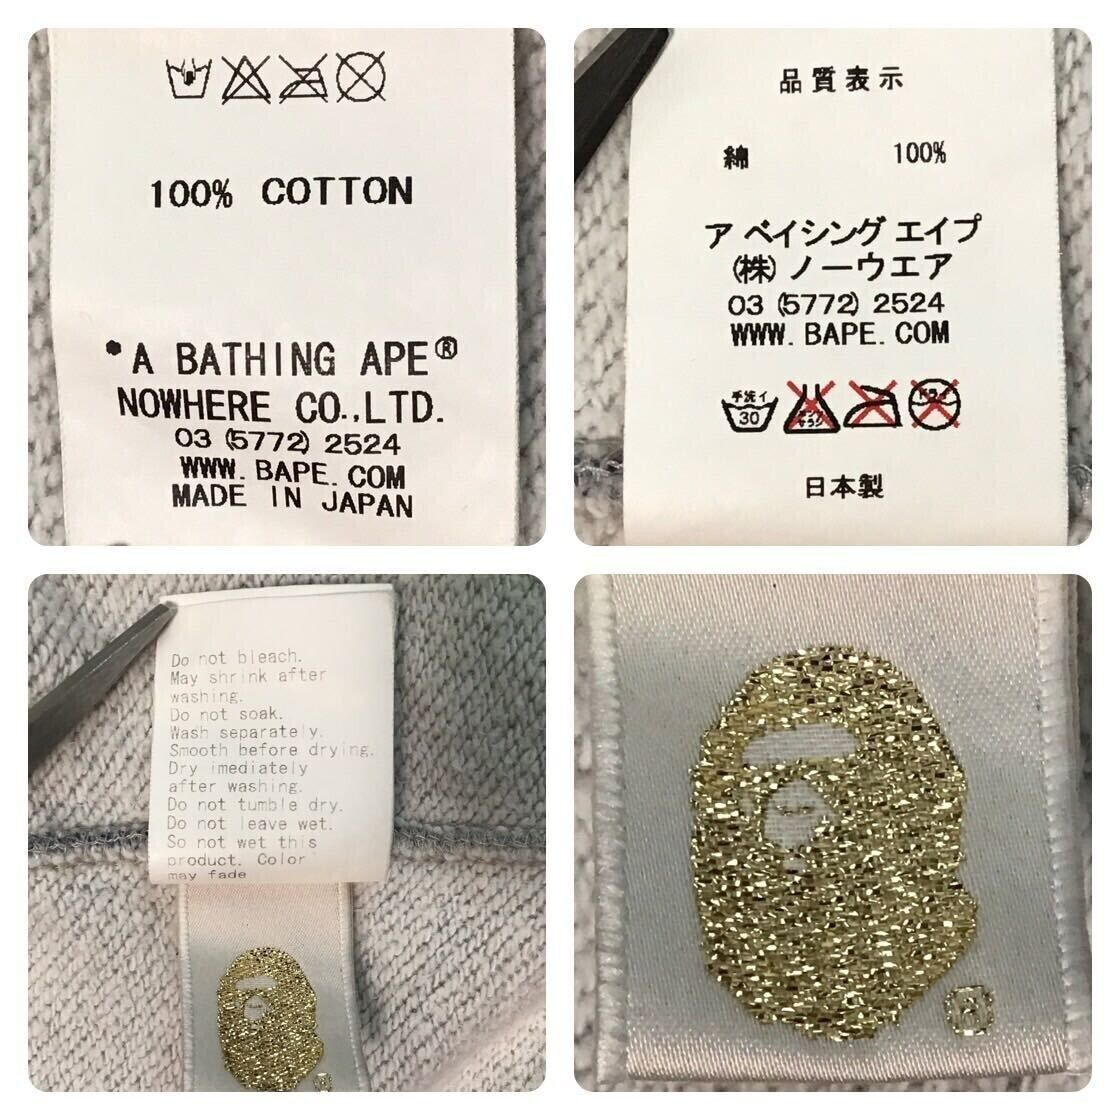 100% COTTON
*A BATHING APE®
NOWHERE CO.,LTD.
03 (5772) 2524
WWW. BAPE. COM
MADE IN JAPAN
品質表示
綿 100%
ア ベイシング エイプ
(株) ノーウエア
03 (5772) 2524
WWW. BAPE. COM
手洗イ
30
日本製
Do not bleach.
May shrink after
washing.
Do not soak.
Wash separately.
Smooth before drying.
Dry imediately
after washing.
Do not tumble dry.
Do not leave wet.
So not wet this
product. Color
may fade